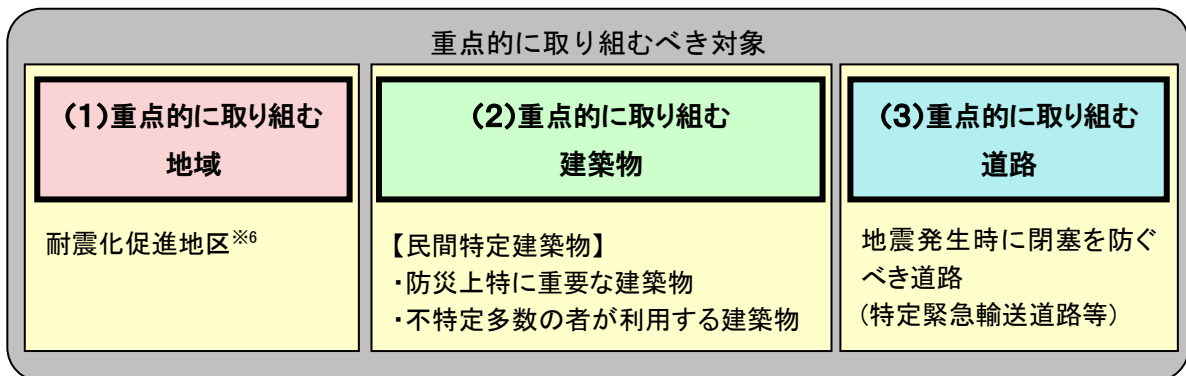 重点的に取り組むべき対象
(1)重点的に取り組む
地域
耐震化促進地区※6
(2)重点的に取り組む
建築物
【民間特定建築物】
・防災上特に重要な建築物
・不特定多数の者が利用する建築物
(3)重点的に取り組む
道路
地震発生時に閉塞を防ぐ
べき道路
(特定緊急輸送道路等)